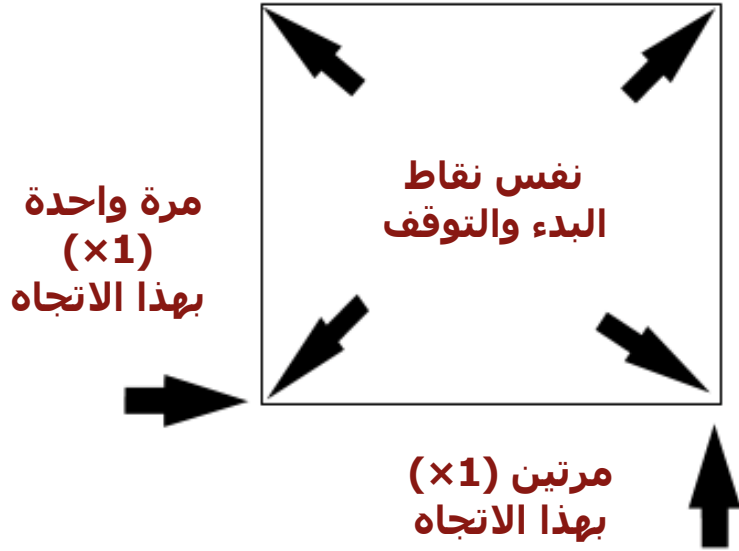 نفس نقاط
البدء والتوقف
مرة واحدة
(1×)
بهذا الاتجاه
مرتين (1×)
بهذا الاتجاه